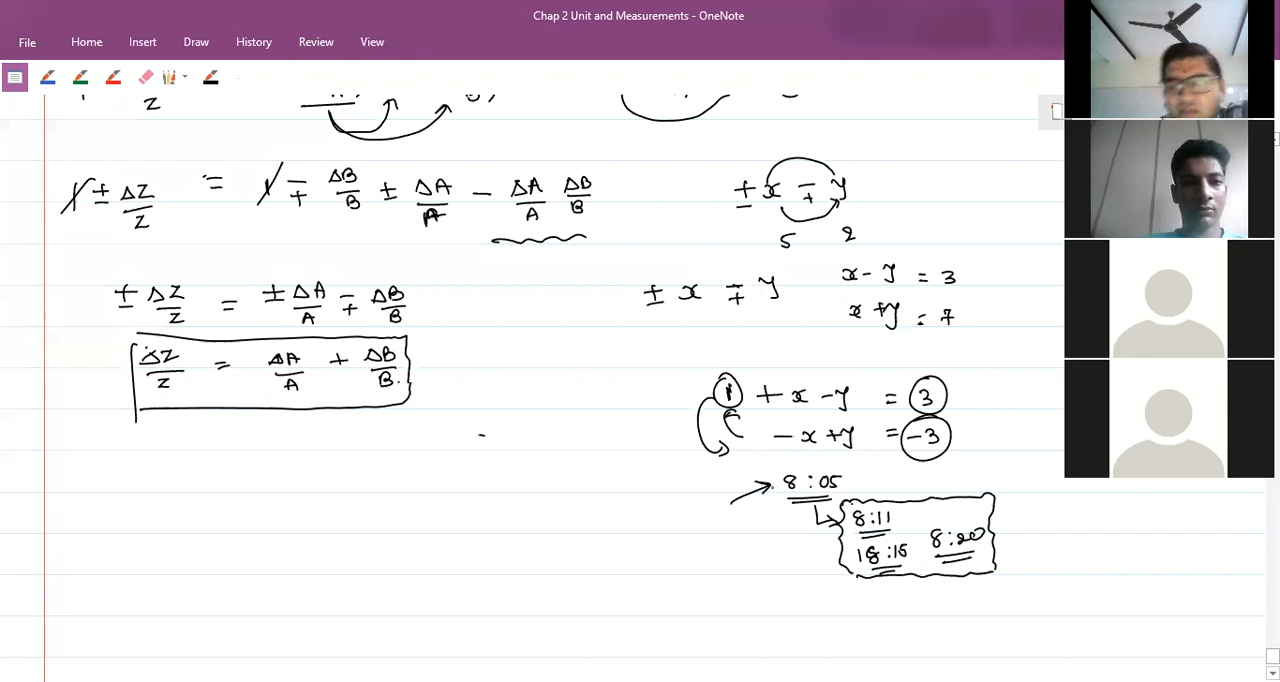 Chap 2 Unit and Measurements - OneNote
File Home Insert Draw History Review View
Z
1 ± ΔZ/Z = 1 ∓ ΔB/B ± ΔA/A - ΔA/A ΔB/B
± x ∓ y
5 2
± ΔZ/Z = ± ΔA/A ∓ ΔB/B
± x ∓ y
x - y = 3
x + y = 7
ΔZ/Z = ΔA/A + ΔB/B
1 + x - y = 3
- x + y = -3
8:05
8:11
18:15 8:20